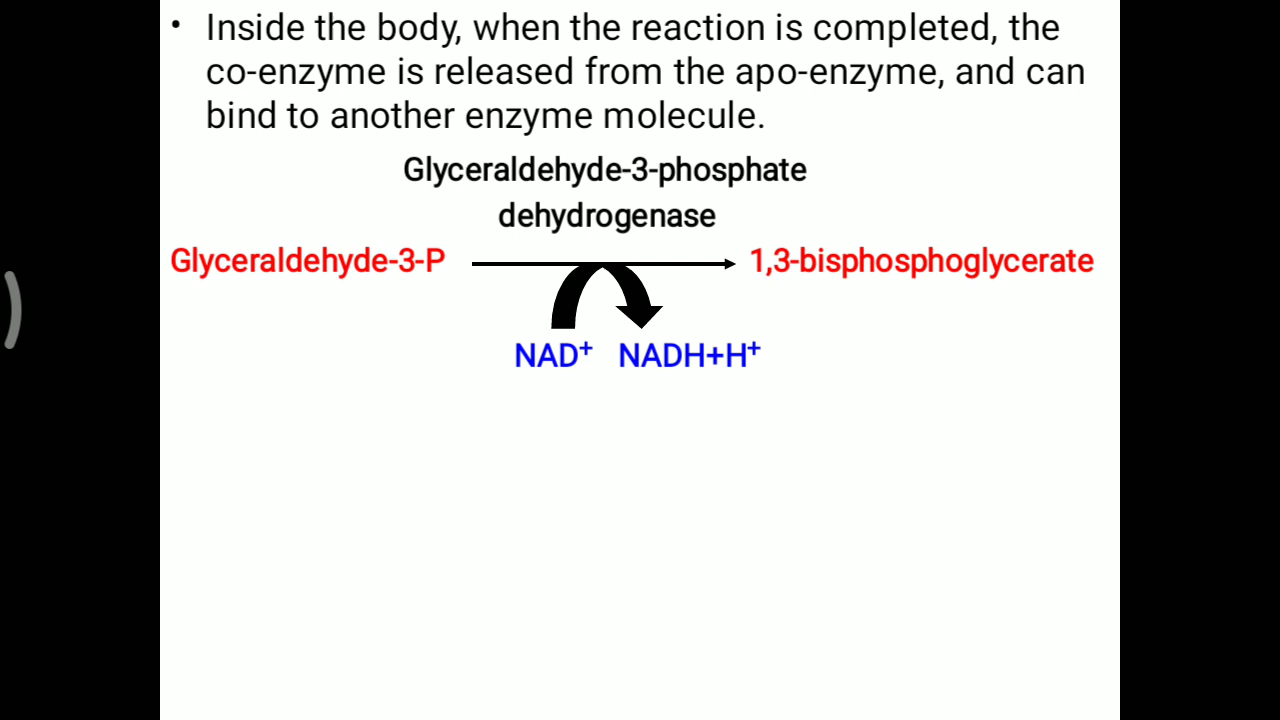 • Inside the body, when the reaction is completed, the
co-enzyme is released from the apo-enzyme, and can
bind to another enzyme molecule.
Glyceraldehyde-3-phosphate
dehydrogenase
Glyceraldehyde-3-P 1,3-bisphosphoglycerate
NAD⁺ NADH+H⁺